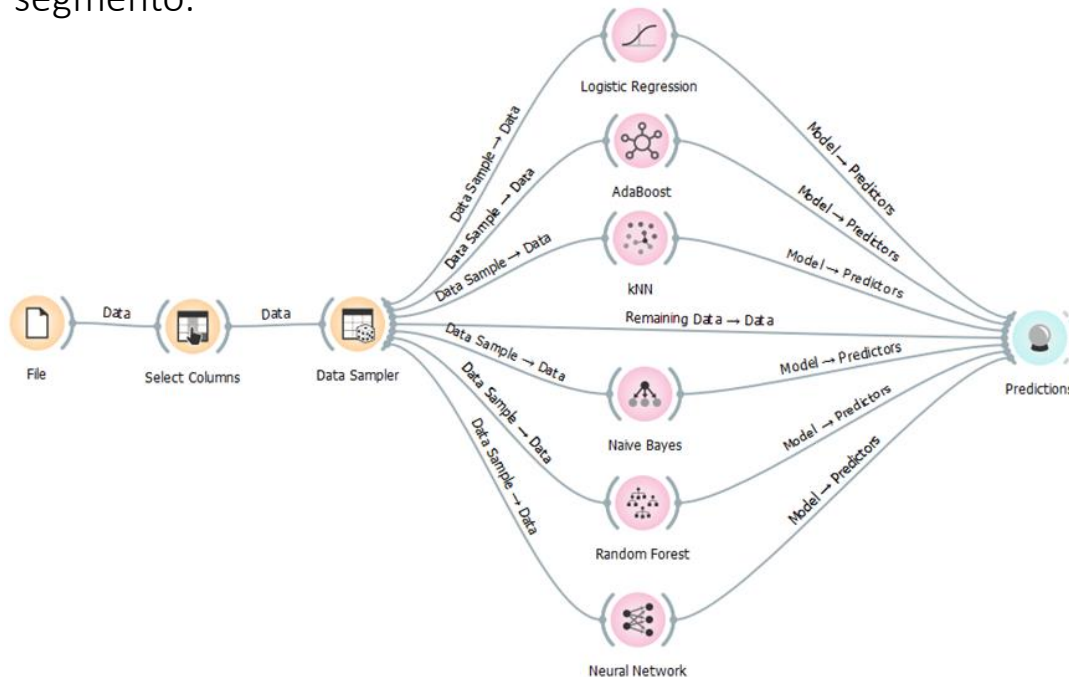 segmento.
Logistic Regression
Data Sample → Data
Model → Predictors
AdaBoost
Data Sample → Data
Model → Predictors
kNN
Data Sample → Data
Model → Predictors
File
Data
Select Columns
Data
Data Sampler
Remaining Data → Data
Predictions
Data Sample → Data
Naive Bayes
Model → Predictors
Data Sample → Data
Random Forest
Model → Predictors
Data Sample → Data
Neural Network
Model → Predictors